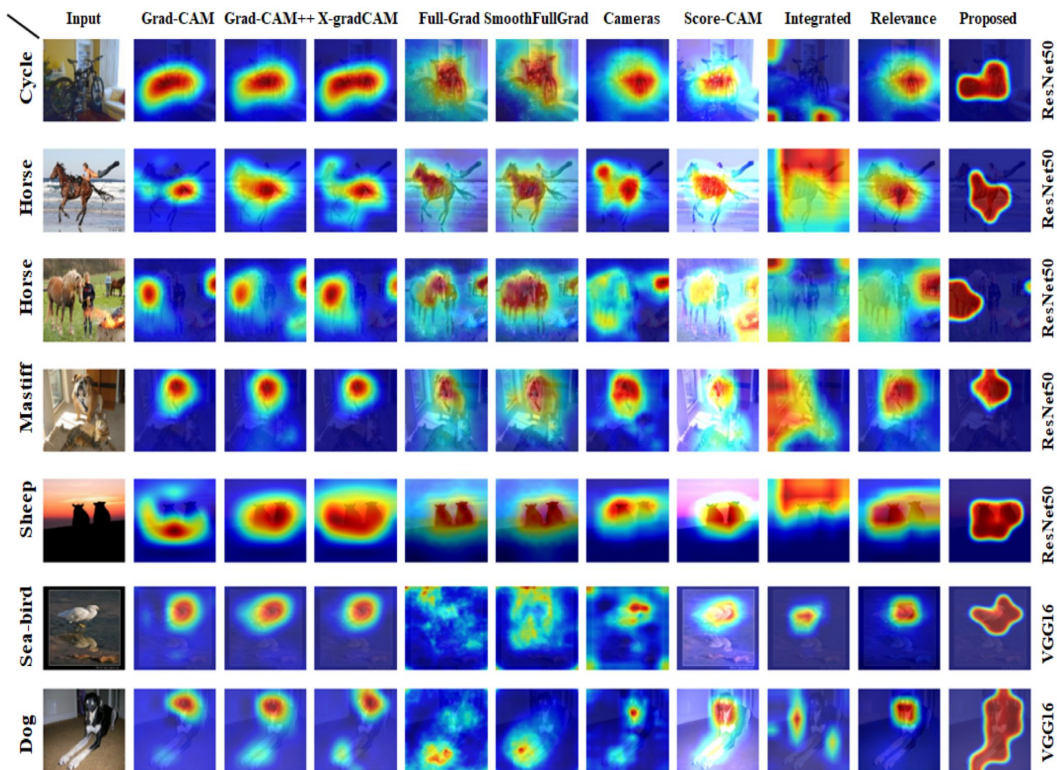 Input Grad-CAM Grad-CAM++ X-gradCAM Full-Grad SmoothFullGrad Cameras Score-CAM Integrated Relevance Proposed
Cycle ResNet50
Horse ResNet50
Horse ResNet50
Mastiff ResNet50
Sheep ResNet50
Sea-bird VGG16
Dog VGG16